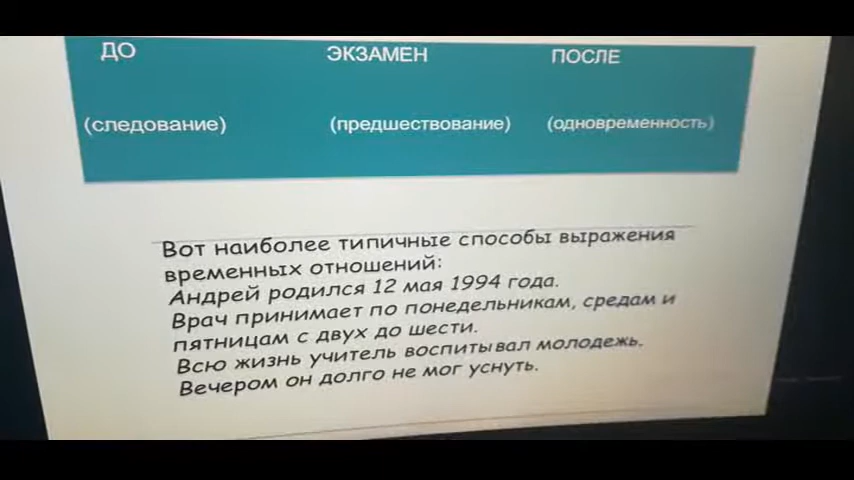 ДО ЭКЗАМЕН ПОСЛЕ
(следование) (предшествование) (одновременность)
Вот наиболее типичные способы выражения
временных отношений:
Андрей родился 12 мая 1994 года.
Врач принимает по понедельникам, средам и
пятницам с двух до шести.
Всю жизнь учитель воспитывал молодежь.
Вечером он долго не мог уснуть.